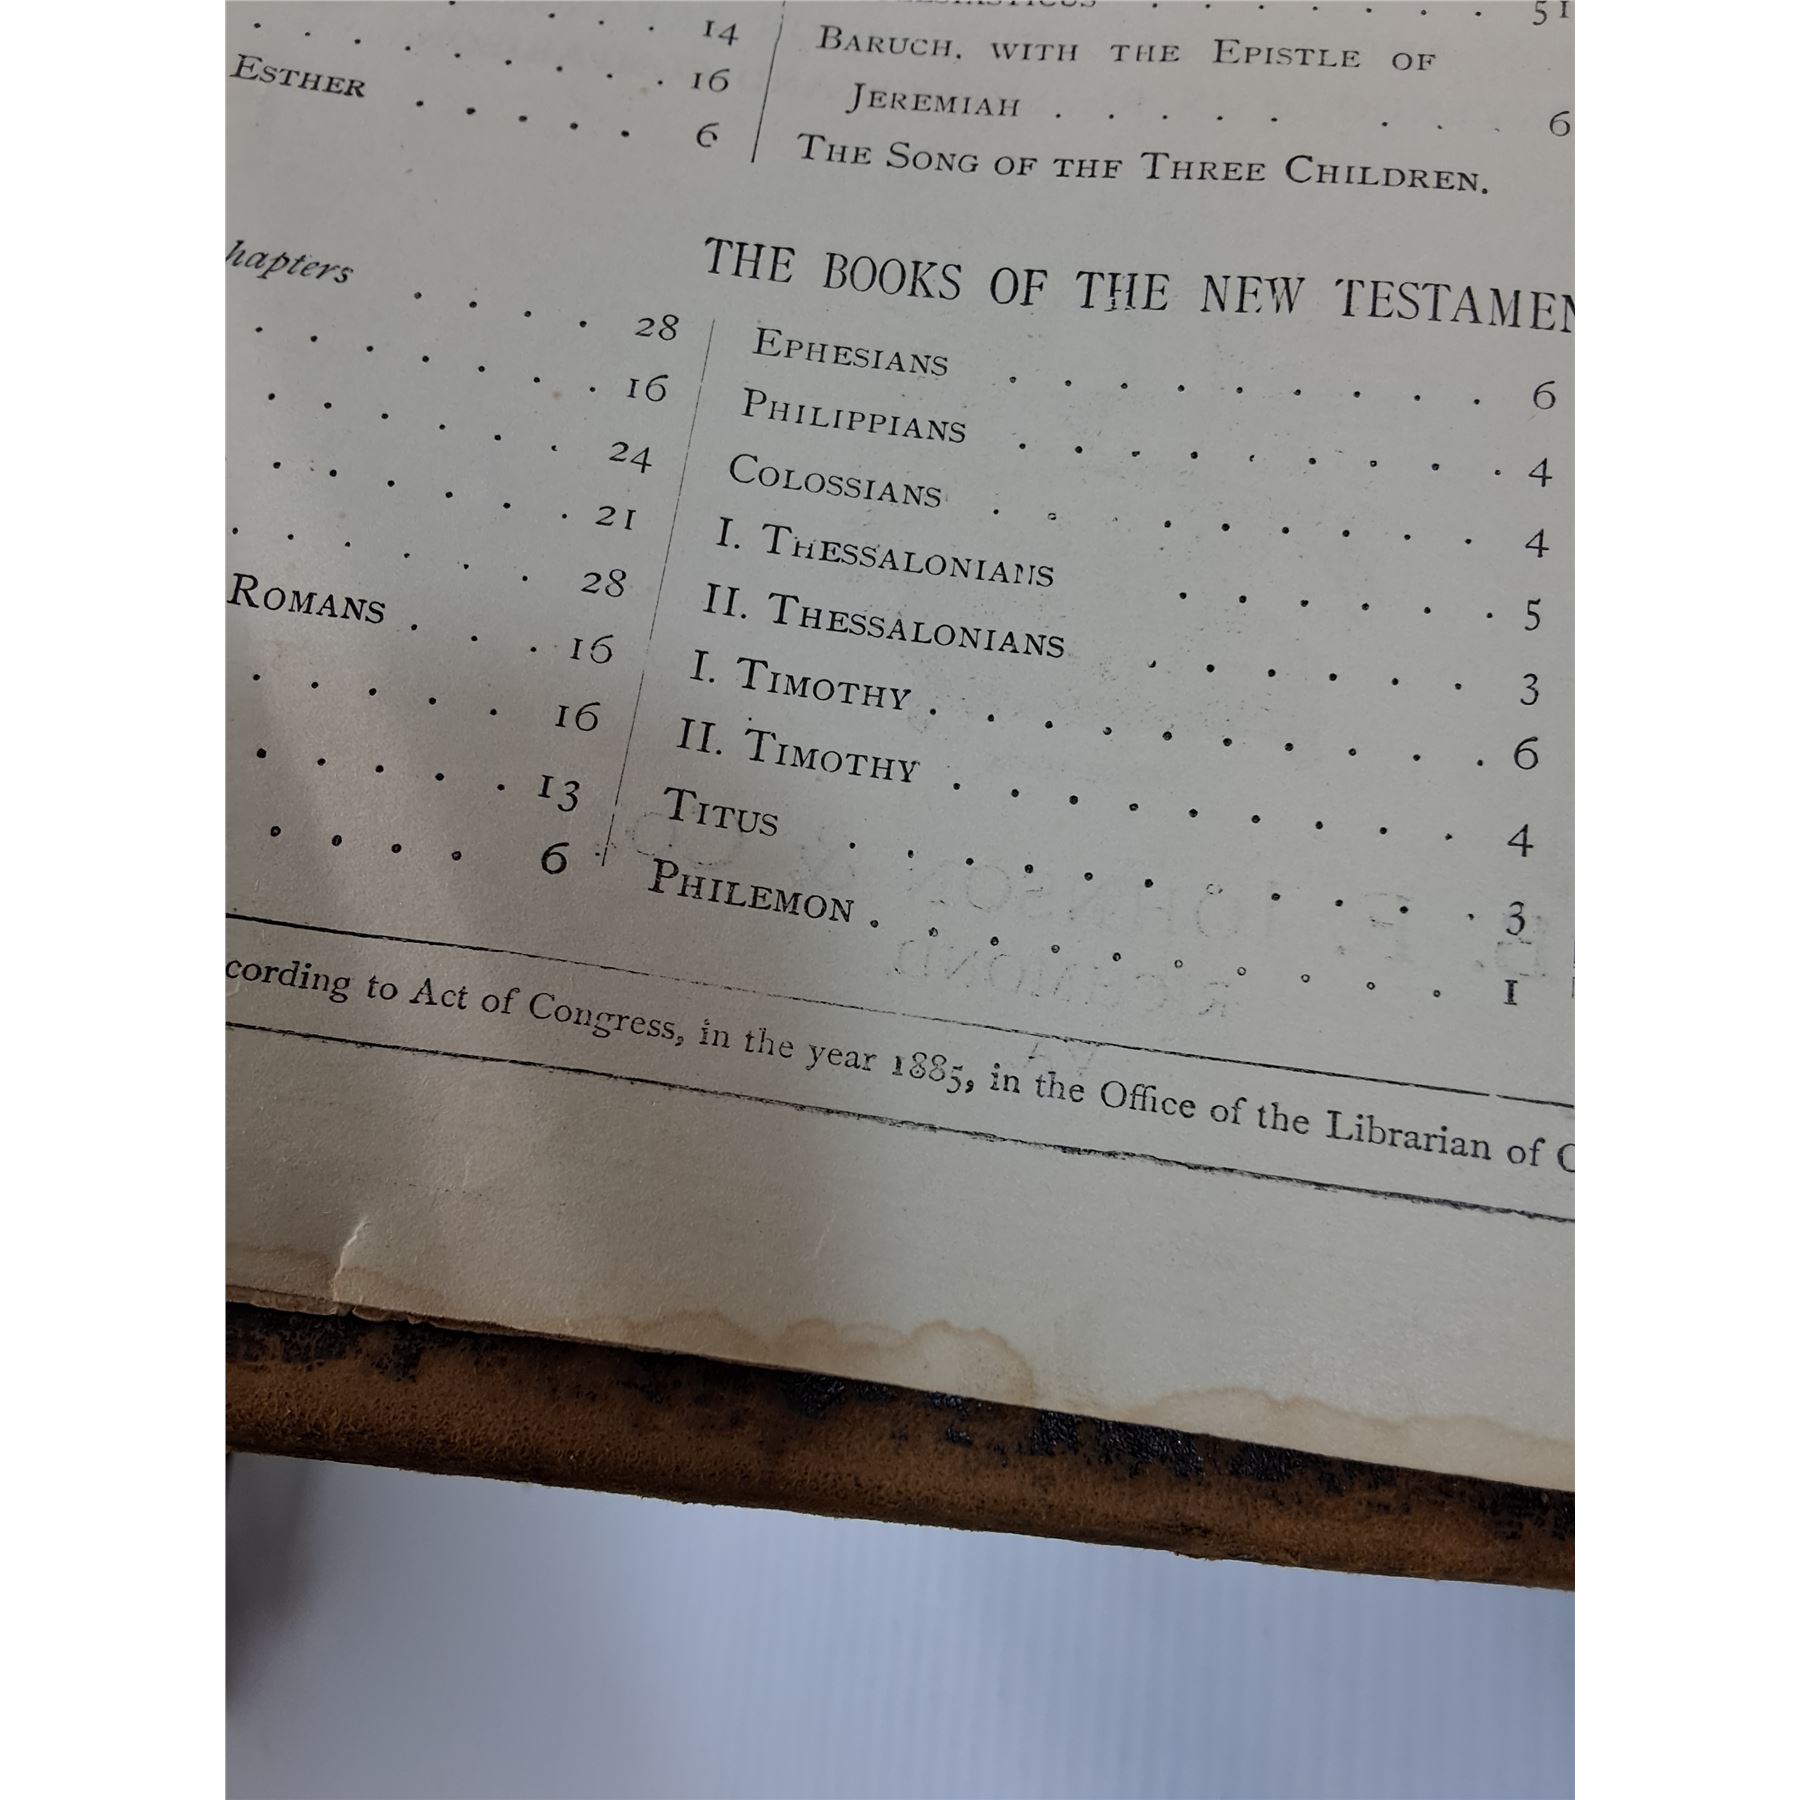 51
14
16
ESTHER . . . . . 6
BARUCH, WITH THE EPISTLE OF
JEREMIAH . . . . . . . . 6
THE SONG OF THE THREE CHILDREN.
THE BOOKS OF THE NEW TESTAMEN
hapters
. . . . 28
. . . . . . . 16
. . . . . . 24
. . . . . . 21
. . . . . . 28
ROMANS . . . 16
. . . . . 16
. . . . . 13
. . . . 6
EPHESIANS . . . . . . . . . 6
PHILIPPIANS . . . . . . . . . 4
COLOSSIANS . . . . . . . . . 4
I. THESSALONIANS . . . . . . 5
II. THESSALONIANS . . . . . . 3
I. TIMOTHY . . . . . . . . . . 6
II. TIMOTHY . . . . . . . . . 4
TITUS . . . . . . . . . . . 3
PHILEMON . . . . . . . . . . 1
cording to Act of Congress, in the year 1885, in the Office of the Librarian of C